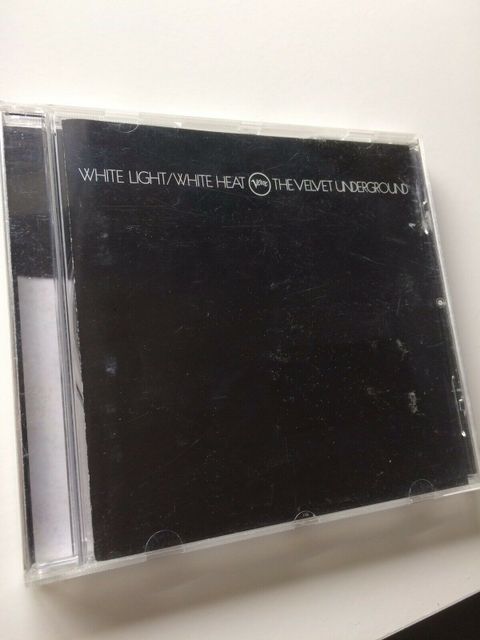 WHITE LIGHT/WHITE HEAT Verve THE VELVET UNDERGROUND